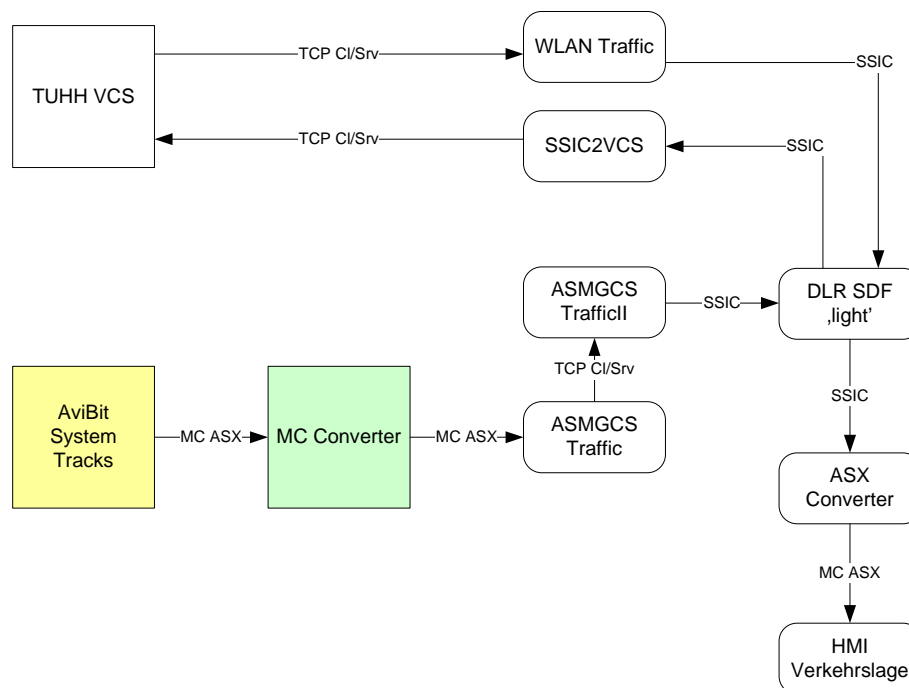 TCP Cl/Srv
WLAN Traffic
SSIC
TUHH VCS
TCP Cl/Srv
SSIC2VCS
SSIC
ASMGCS
TrafficII
SSIC
DLR SDF
‚light’
TCP Cl/Srv
SSIC
AviBit
System
Tracks
MC ASX
MC Converter
MC ASX
ASMGCS
Traffic
ASX
Converter
MC ASX
HMI
Verkehrslage